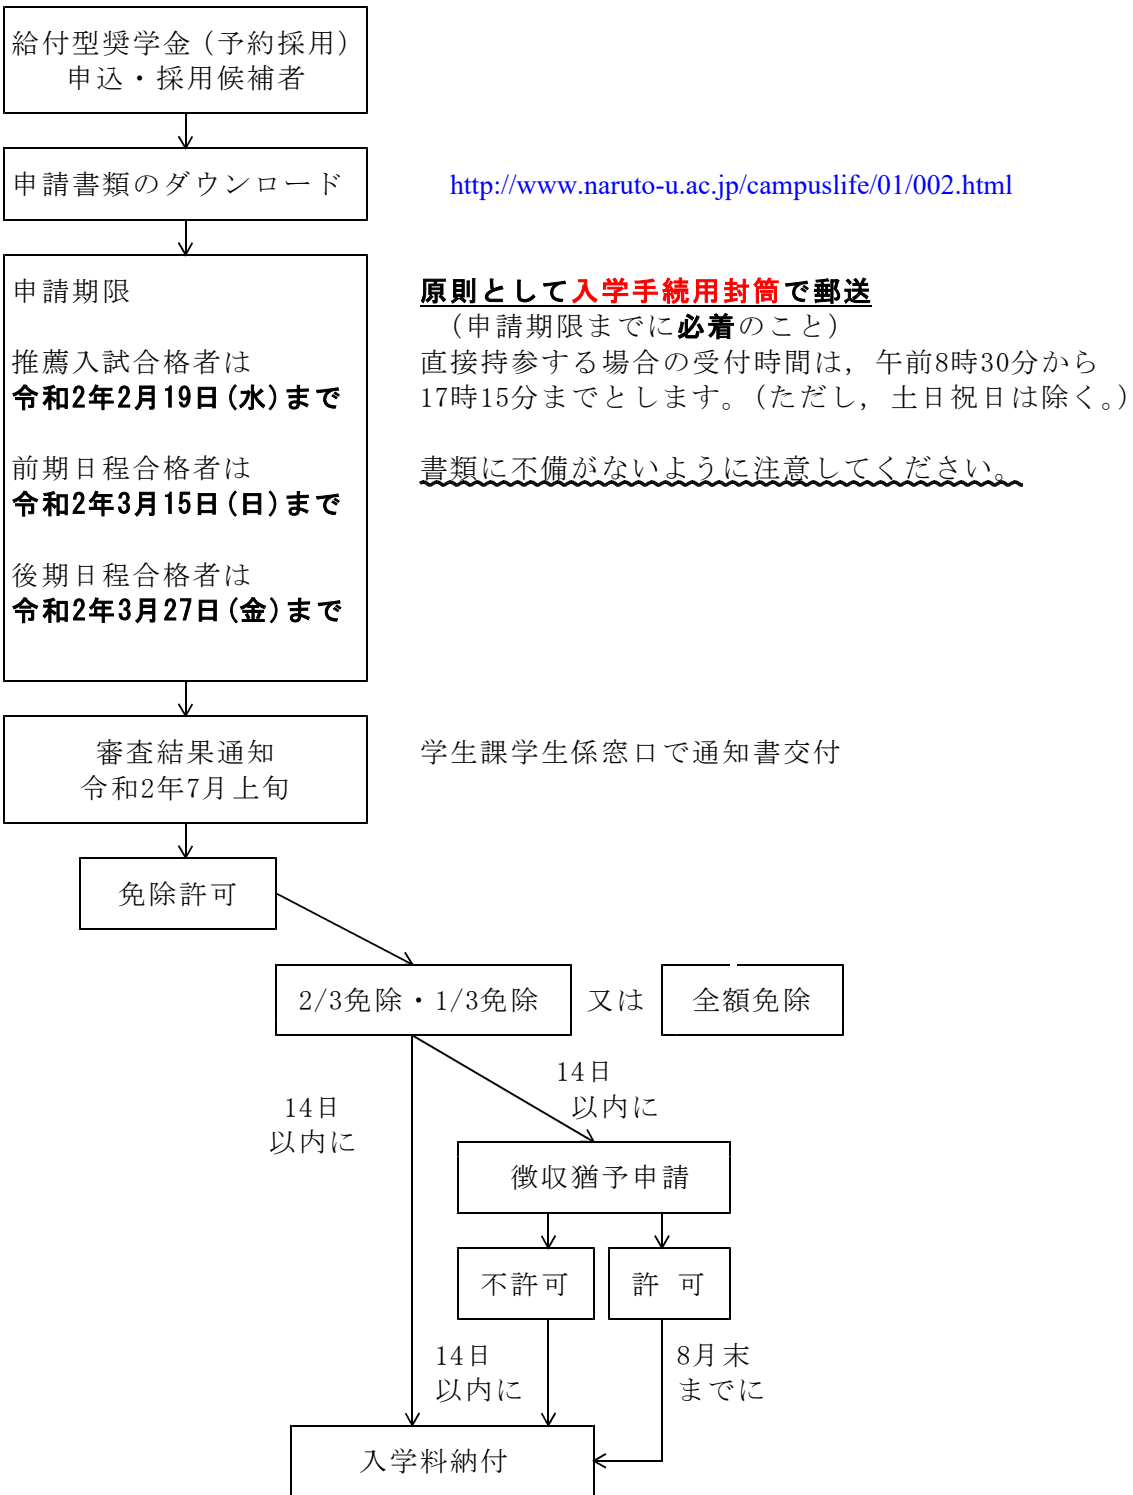 給付型奨学金（予約採用）
申込・採用候補者
申請書類のダウンロード
http://www.naruto-u.ac.jp/campuslife/01/002.html
申請期限
推薦入試合格者は
令和2年2月19日(水)まで
前期日程合格者は
令和2年3月15日(日)まで
後期日程合格者は
令和2年3月27日(金)まで
原則として入学手続用封筒で郵送
（申請期限までに必着のこと）
直接持参する場合の受付時間は，午前8時30分から
17時15分までとします。（ただし，土日祝日は除く。）
書類に不備がないように注意してください。
審査結果通知
令和2年7月上旬
学生課学生係窓口で通知書交付
免除許可
2/3免除・1/3免除
又は
全額免除
14日
以内に
14日
以内に
徴収猶予申請
不許可
許 可
14日
以内に
8月末
までに
入学料納付